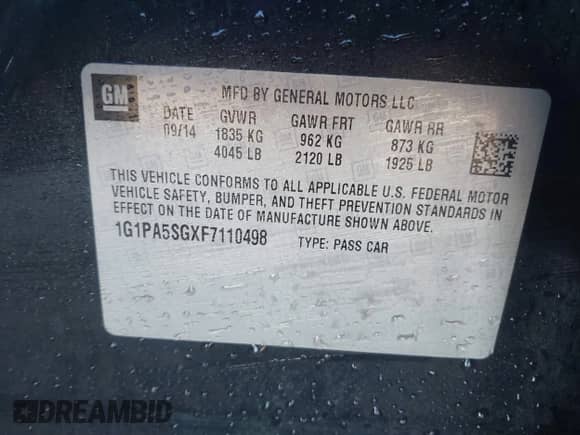 GM
MFD BY GENERAL MOTORS LLC
DATE GVWR GAWR FRT GAWR RR
09/14 1835 KG 962 KG 873 KG
4045 LB 2120 LB 1925 LB
THIS VEHICLE CONFORMS TO ALL APPLICABLE U.S. FEDERAL MOTOR
VEHICLE SAFETY, BUMPER, AND THEFT PREVENTION STANDARDS IN
EFFECT ON THE DATE OF MANUFACTURE SHOWN ABOVE.
1G1PA5SGXF7110498 TYPE: PASS CAR
DREAMBID